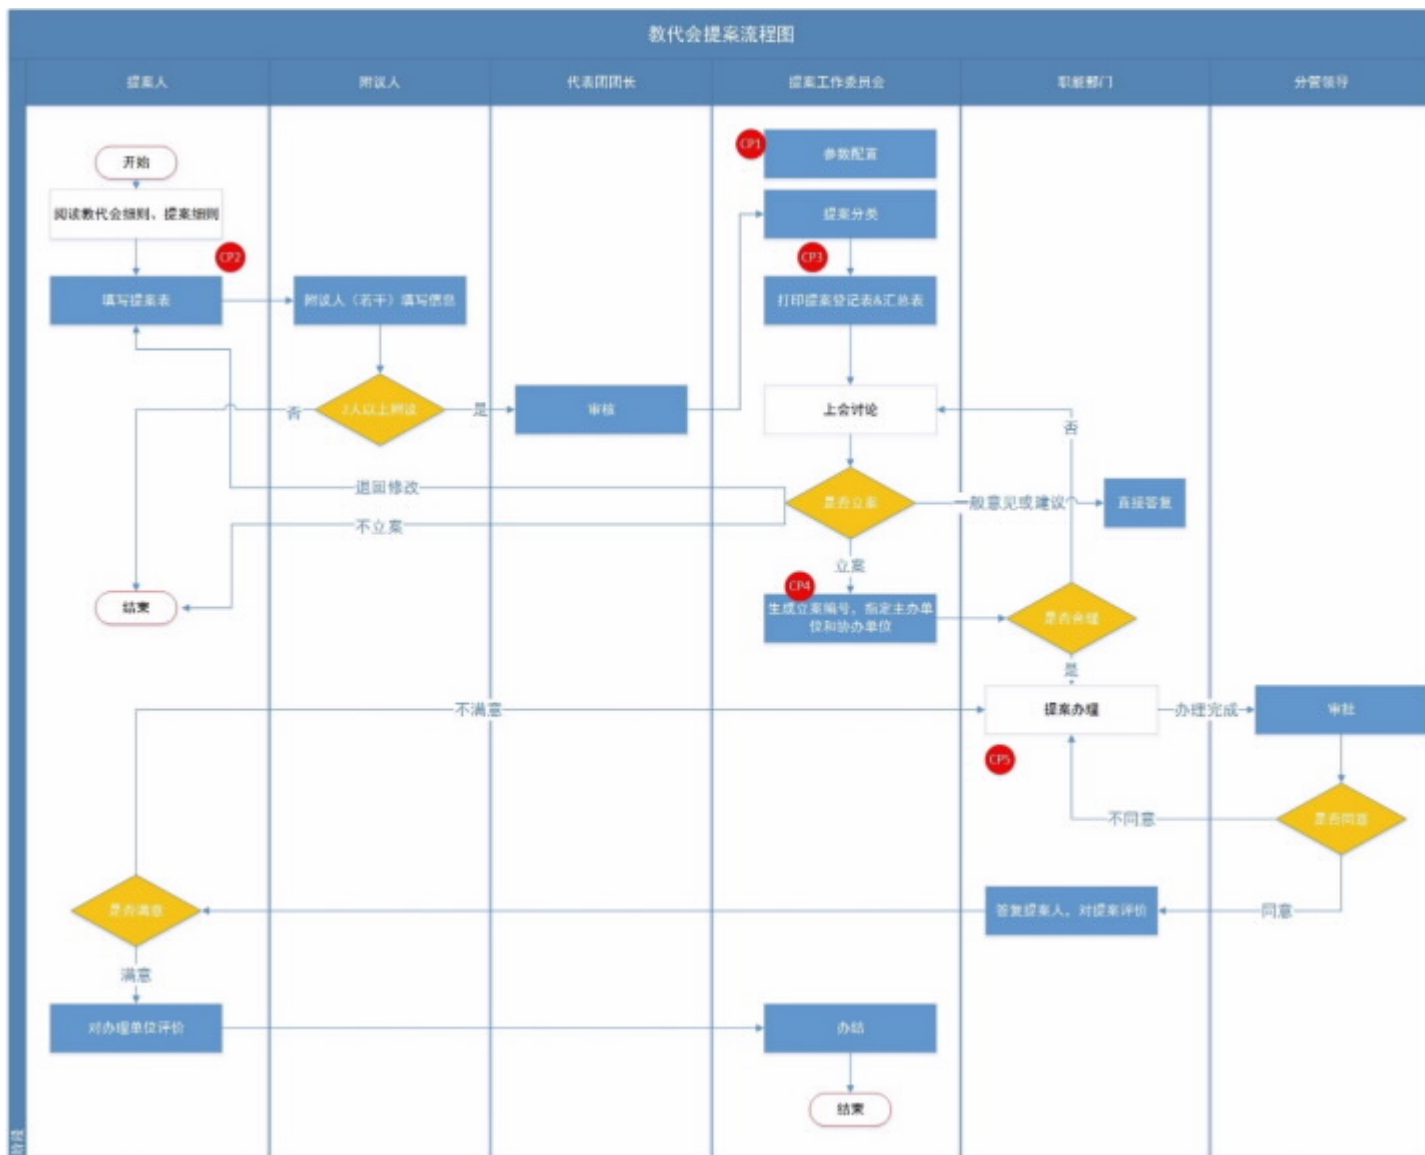 教代会提案流程图
提案人
附议人
代表团团长
提案工作委员会
职能部门
分管领导
CP1
参数配置
开始
阅读教代会细则、提案细则
提案分类
CP2
CP3
填写提案表
附议人（若干）填写信息
打印提案登记表&汇总表
2人以上附议
否
是
审核
上会讨论
否
退回修改
是否立案
一般意见或建议
直接答复
不立案
立案
CP4
结束
生成立案编号，指定主办单
位和协办单位
是否合理
是
不满意
提案办理
办理完成
审批
CP5
不同意
是否同意
是否满意
答复提案人，对提案评价
同意
满意
对办理单位评价
办结
结束
阶段